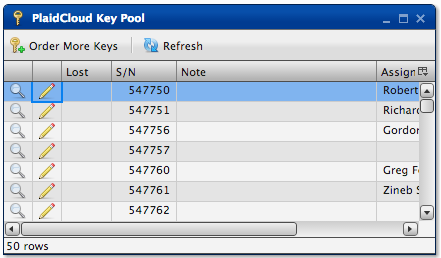 PlaidCloud Key Pool
Order More Keys Refresh
Lost S/N Note Assign
547750 Robert
547751 Richard
547756 Gordon
547757
547760 Greg
547761 Zineb
547762
50 rows